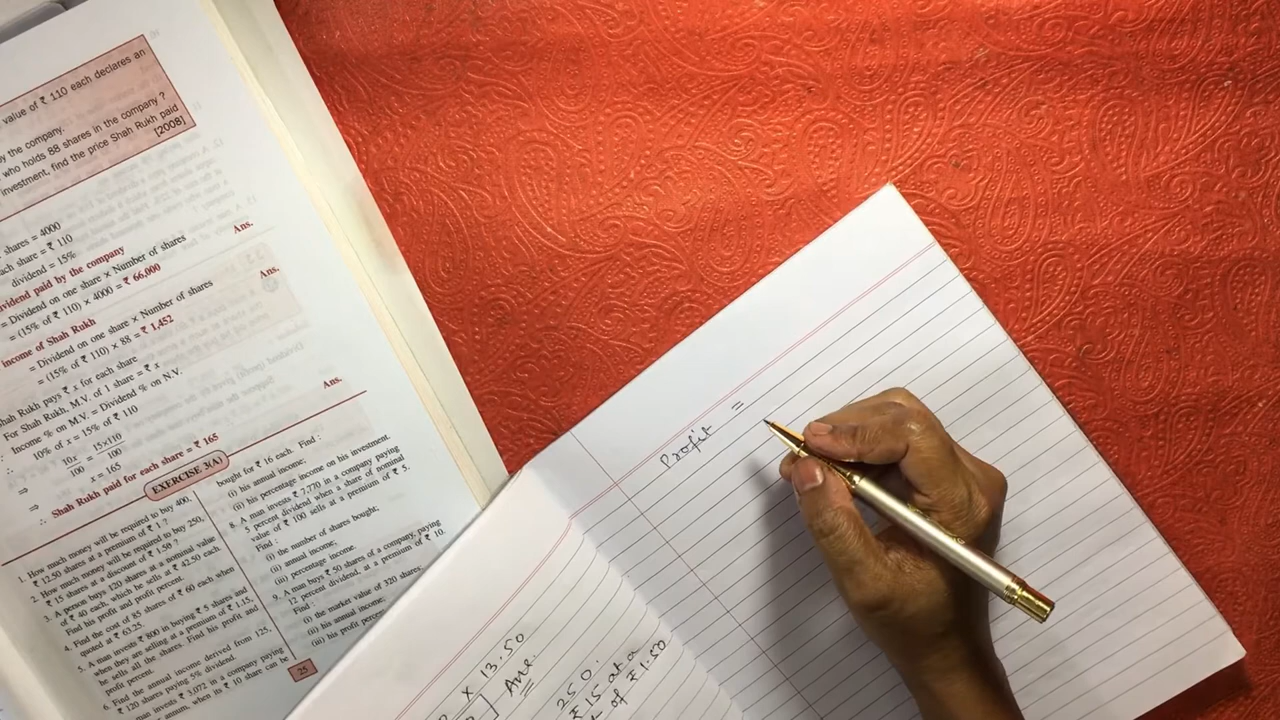 value of ₹ 110 each declares an
by the company.
who holds 88 shares in the company ?
investment, find the price Shah Rukh paid
[2008]
shares = 4000
each share = ₹ 110
dividend = 15%
dividend paid by the company
= Dividend on one share × Number of shares
= (15% of ₹ 110) × 4000 = ₹ 66,000
Ans.
income of Shah Rukh
= Dividend on one share × Number of shares
= (15% of ₹ 110) × 88 = ₹ 1,452
Ans.
Shah Rukh pays ₹ x for each share
For Shah Rukh, M.V. of 1 share = ₹ x
∴ Income % on M.V. = Dividend % on N.V.
10% of x = 15% of ₹ 110
⇒ 10x/100 = 15×110/100
⇒ x = 165
∴ Shah Rukh paid for each share = ₹ 165
Ans.
EXERCISE 3(A)
1. How much money will be required to buy 400,
₹ 12.50 shares at a premium of ₹ 1 ?
2. How much money will be required to buy 250,
₹ 15 shares at a discount of ₹ 1.50 ?
3. A person buys 120 shares at a nominal value
of ₹ 40 each, which he sells at ₹ 42.50 each.
Find his profit and profit percent.
4. Find the cost of 85 shares of ₹ 60 each when
quoted at ₹ 63.25.
5. A man invests ₹ 800 in buying ₹ 5 shares and
when they are selling at a premium of ₹ 1.15,
he sells all the shares. Find his profit and
profit percent.
6. Find the annual income derived from 125,
₹ 120 shares paying 5% dividend.
man invests ₹ 3,072 in a company paying
annum, when its ₹ 10 share can be
bought for ₹ 16 each. Find :
(i) his annual income;
(ii) his percentage income on his investment.
8. A man invests ₹ 7,770 in a company paying
5 percent dividend when a share of nominal
value of ₹ 100 sells at a premium of ₹ 5.
Find :
(i) the number of shares bought;
(ii) annual income;
(iii) percentage income.
9. A man buys ₹ 50 shares of a company, paying
12 percent dividend, at a premium of ₹ 10.
Find :
(i) the market value of 320 shares;
(ii) his annual income;
(iii) his profit percent
25
Profit =
× 13.50
Ans.
250.
₹ 15 at a
of ₹ 1.50